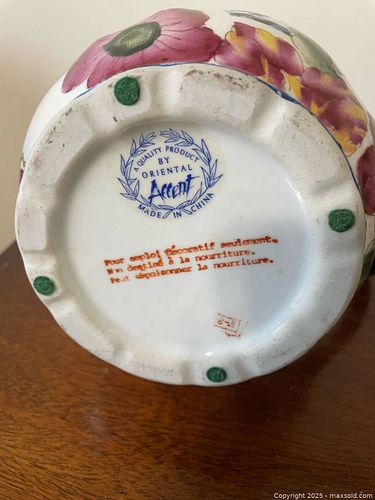 A QUALITY PRODUCT
BY
ORIENTAL
Accent
MADE IN CHINA
Pour emploi décoratif seulement.
Non destiné à la nourriture.
Peut empoisonner la nourriture.
Copyright 2025 - maxsold.com